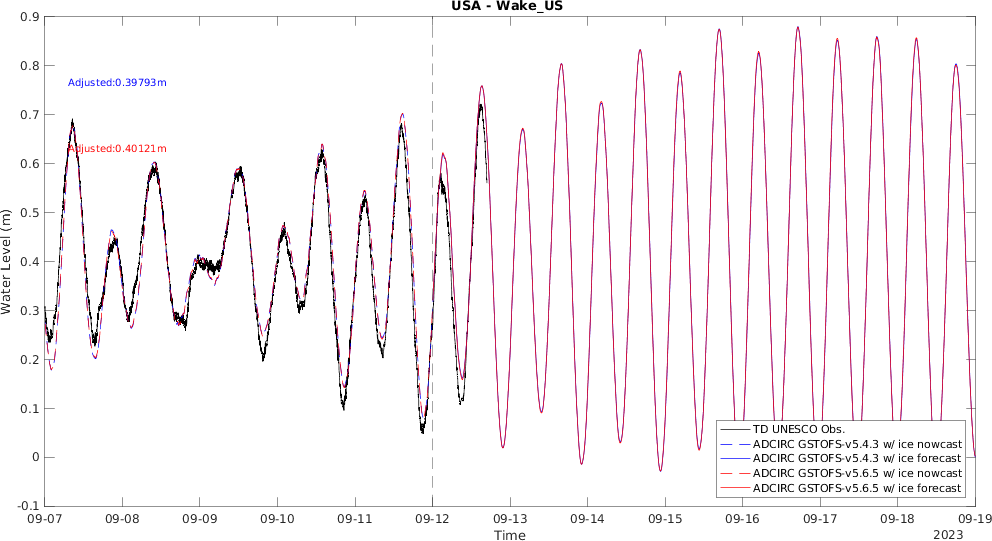 USA - Wake_US
0.9
0.8
0.7
0.6
0.5
0.4
0.3
0.2
0.1
0
-0.1
Water Level (m)
Adjusted:0.39793m
Adjusted:0.40121m
TD UNESCO Obs.
ADCIRC GSTOFS-v5.4.3 w/ ice nowcast
ADCIRC GSTOFS-v5.4.3 w/ ice forecast
ADCIRC GSTOFS-v5.6.5 w/ ice nowcast
ADCIRC GSTOFS-v5.6.5 w/ ice forecast
09-07 09-08 09-09 09-10 09-11 09-12 09-13 09-14 09-15 09-16 09-17 09-18 09-19
Time
2023